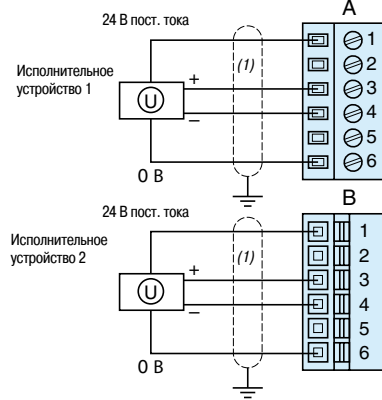 A
24 В пост. тока
1
(1)
2
Исполнительное
устройство 1
+
3
U
–
4
5
6
0 В
B
24 В пост. тока
1
Исполнительное
устройство 2
(1)
2
+
3
U
–
4
5
6
0 В